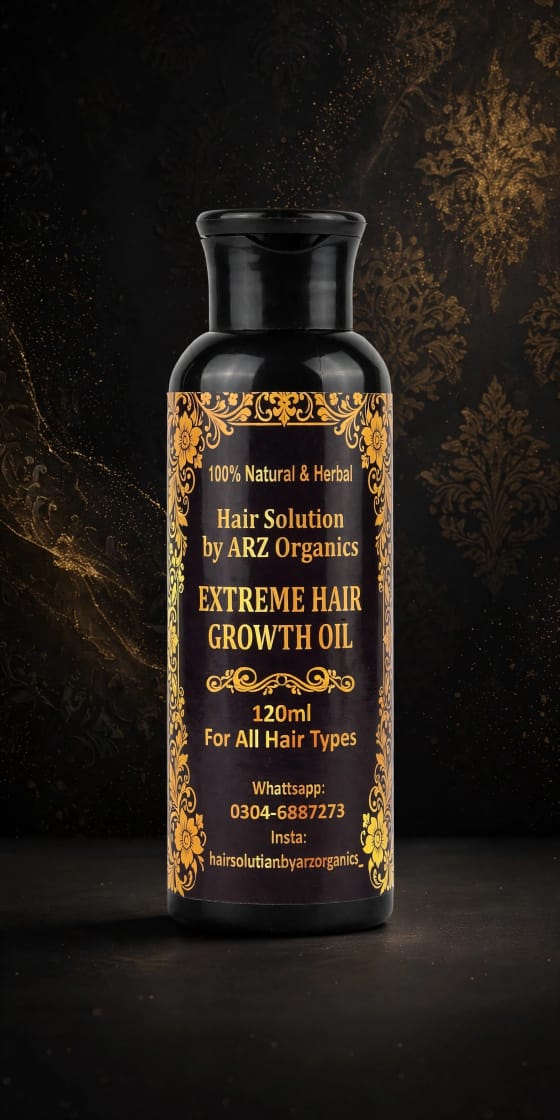 100% Natural & Herbal
Hair Solution
by ARZ Organics
EXTREME HAIR
GROWTH OIL
120ml
For All Hair Types
Whattsapp:
0304-6887273
Insta:
hairsolutianbyarzorganics_